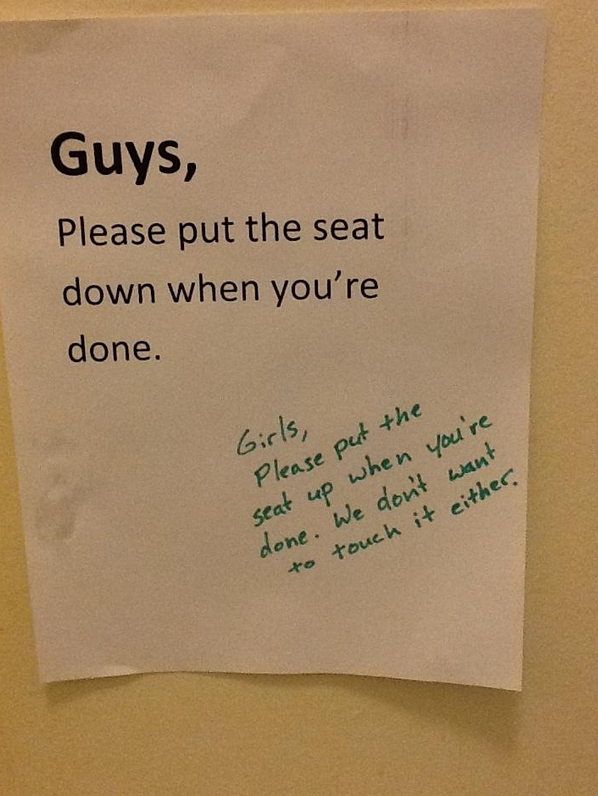 Guys,
Please put the seat
down when you're
done.
Girls,
Please put the
seat up when you're
done. We don't want
to touch it either.